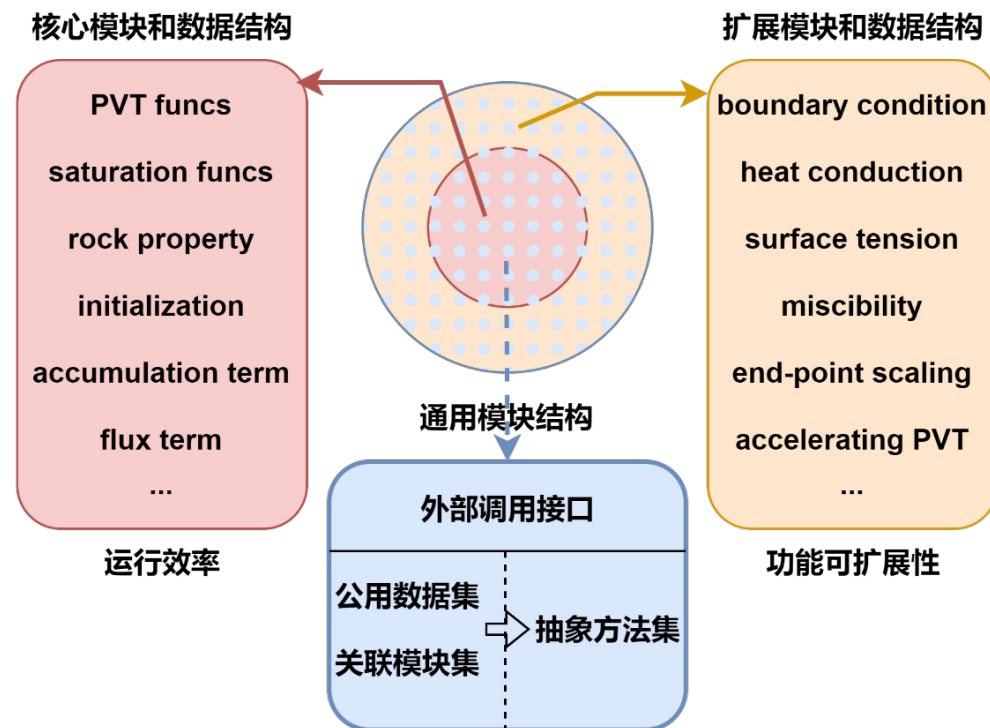 核心模块和数据结构
PVT funcs
saturation funcs
rock property
initialization
accumulation term
flux term
...
运行效率
扩展模块和数据结构
boundary condition
heat conduction
surface tension
miscibility
end-point scaling
accelerating PVT
...
功能可扩展性
通用模块结构
外部调用接口
公用数据集
关联模块集
抽象方法集